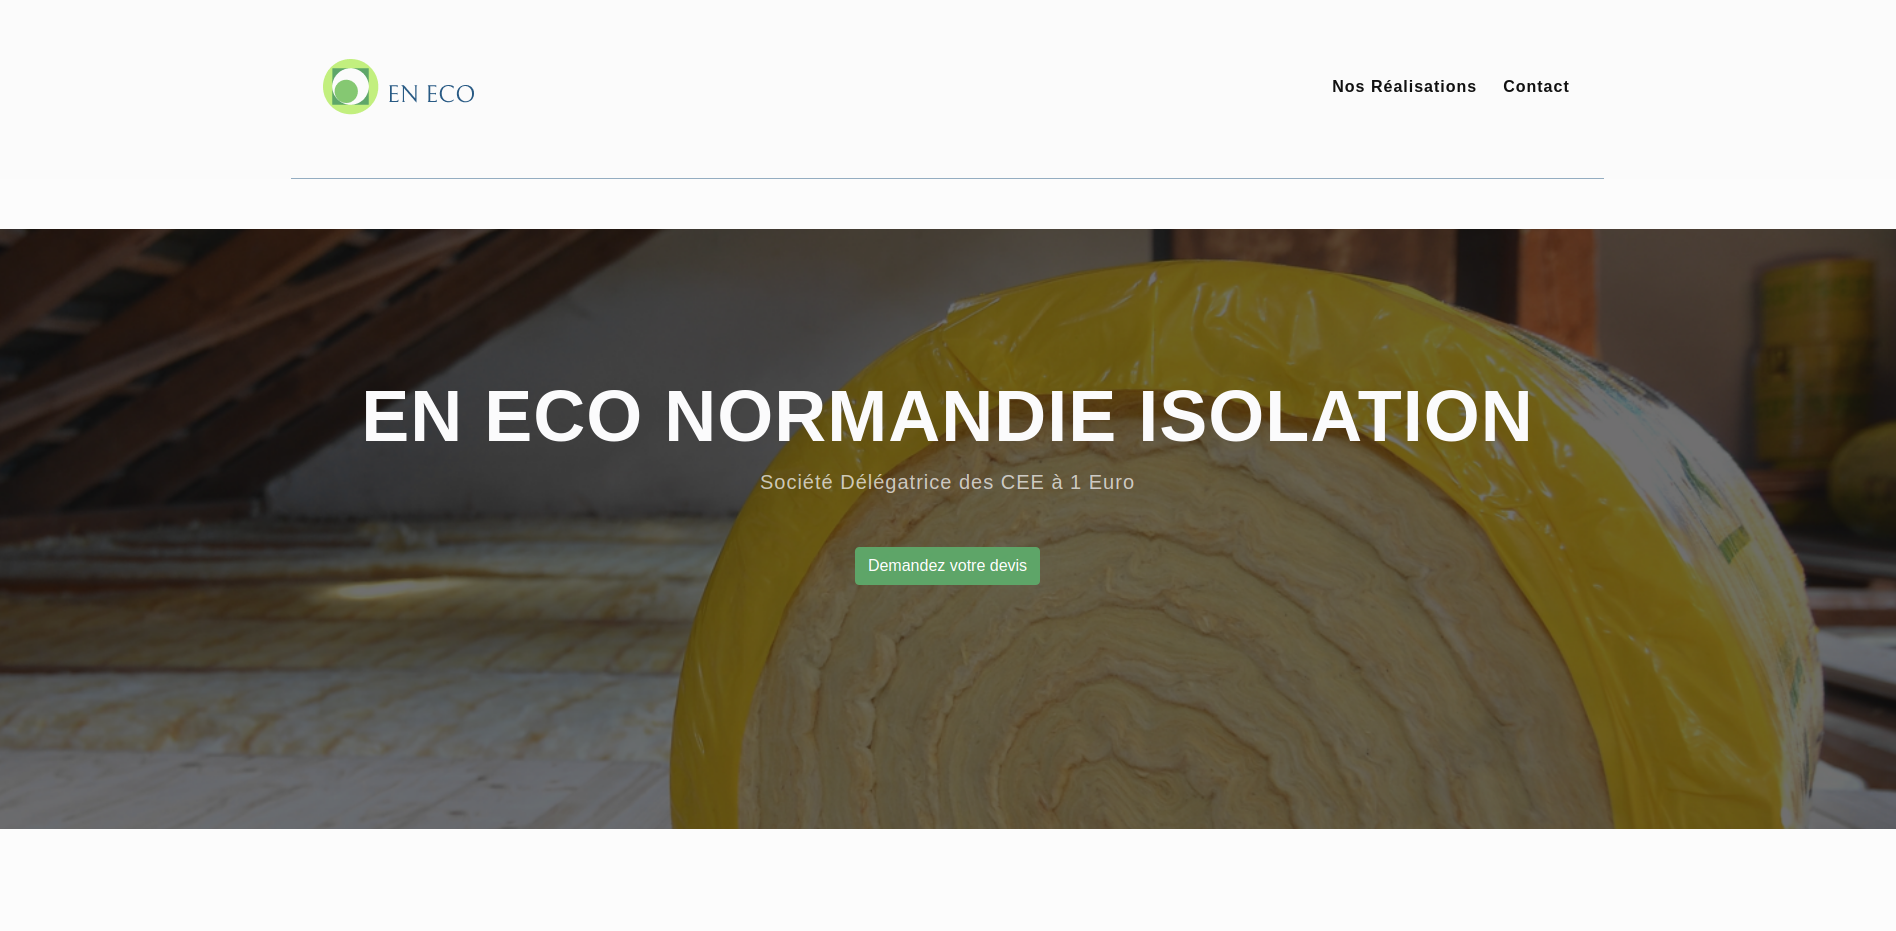 EN ECO
Nos Réalisations
Contact
EN ECO NORMANDIE ISOLATION
Société Délégatrice des CEE à 1 Euro
Demandez votre devis